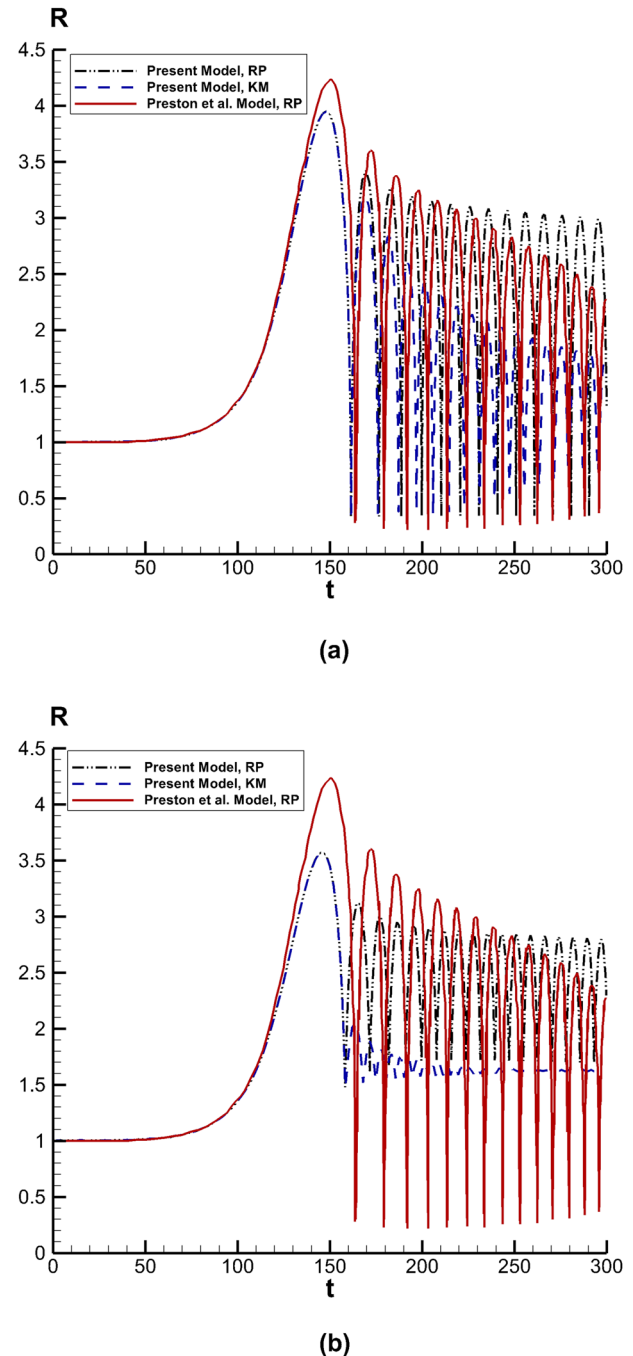 R
4.5
Present Model, RP
Present Model, KM
Preston et al. Model, RP
4
3.5
3
2.5
2
1.5
1
0.5
0
0 50 100 150 200 250 300
t
(a)
R
4.5
Present Model, RP
Present Model, KM
Preston et al. Model, RP
4
3.5
3
2.5
2
1.5
1
0.5
0
0 50 100 150 200 250 300
t
(b)